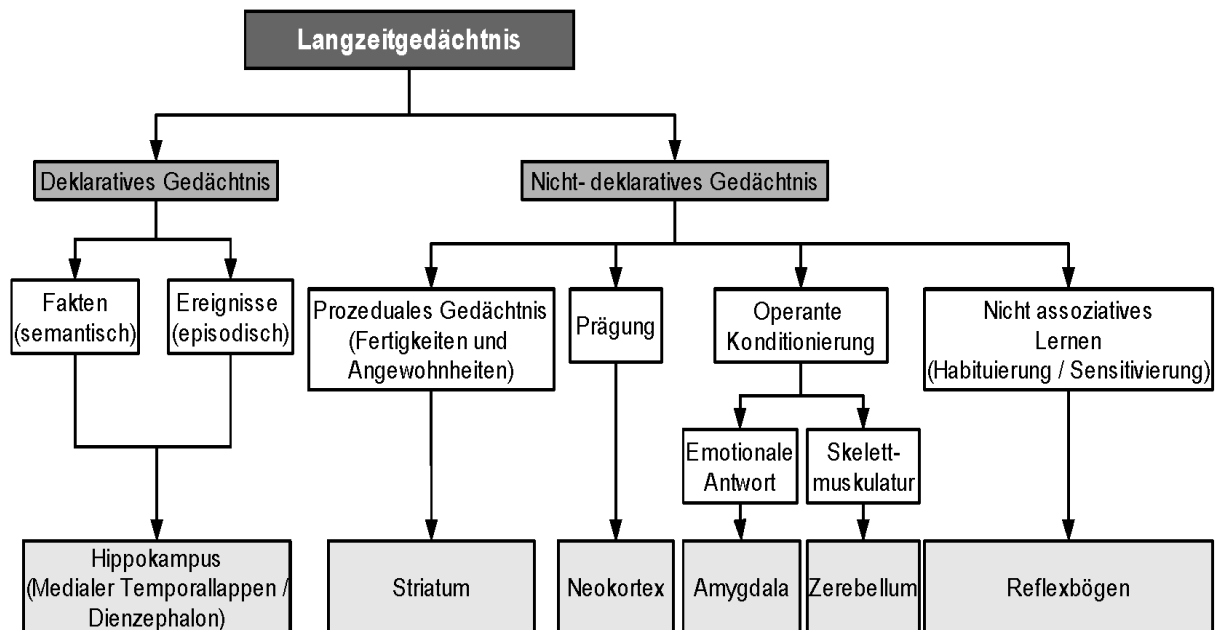 Langzeitgedächtnis
Deklaratives Gedächtnis
Nicht- deklaratives Gedächtnis
Fakten
(semantisch)
Ereignisse
(episodisch)
Prozeduales Gedächtnis
(Fertigkeiten und
Angewohnheiten)
Prägung
Operante
Konditionierung
Nicht assoziatives
Lernen
(Habituierung / Sensitivierung)
Emotionale
Antwort
Skelett-
muskulatur
Hippokampus
(Medialer Temporallappen /
Dienzephalon)
Striatum
Neokortex
Amygdala
Zerebellum
Reflexbögen